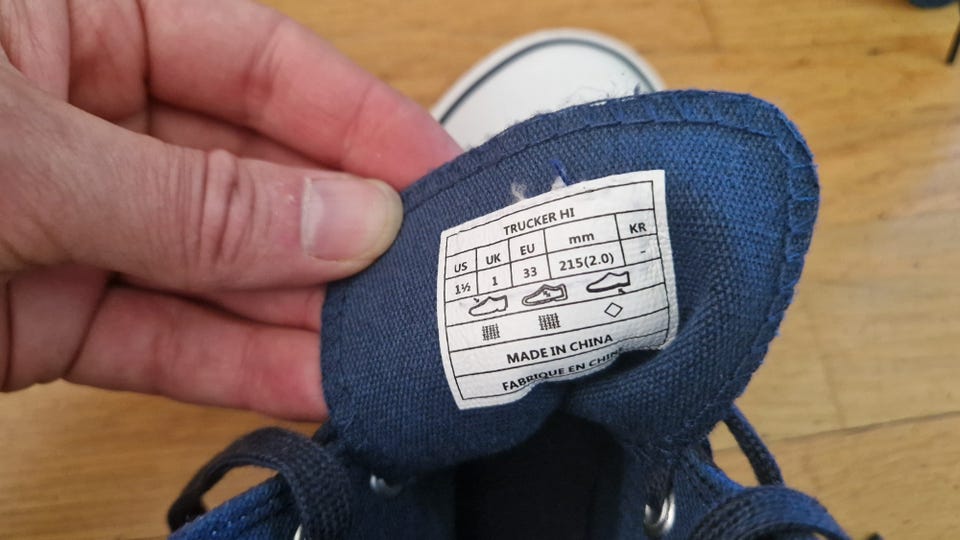 TRUCKER HI
US UK EU mm KR
1½ 1 33 215(2.0) -
MADE IN CHINA
FABRIQUE EN CHINE